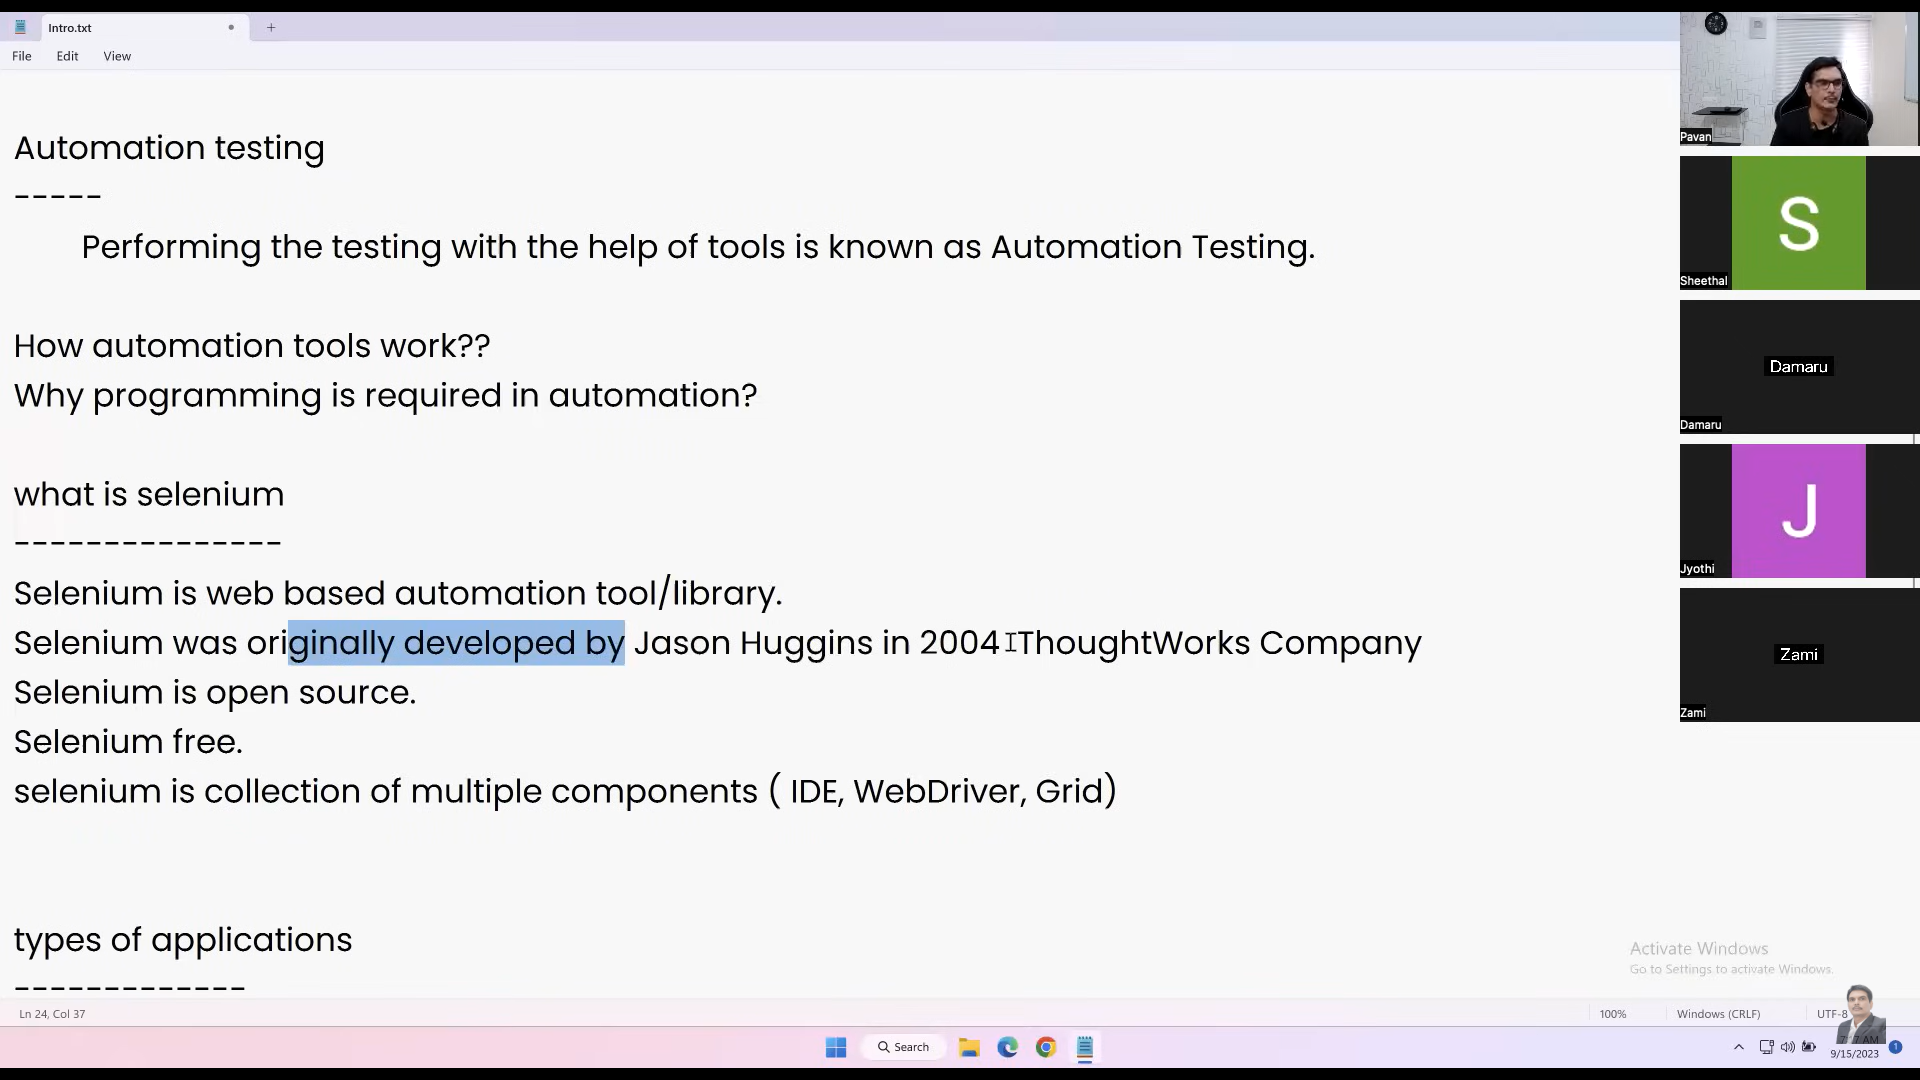 Intro.txt
File Edit View
Automation testing
-----
Performing the testing with the help of tools is known as Automation Testing.
How automation tools work??
Why programming is required in automation?
what is selenium
---------------
Selenium is web based automation tool/library.
Selenium was originally developed by Jason Huggins in 2004 ThoughtWorks Company
Selenium is open source.
Selenium free.
selenium is collection of multiple components ( IDE, WebDriver, Grid)
types of applications
-------------
Pavan
S
Sheethal
Damaru
Damaru
J
Jyothi
Zami
Zami
Activate Windows
Go to Settings to activate Windows.
Ln 24, Col 37
100%
Windows (CRLF)
UTF-8
Search
9/15/2023
1